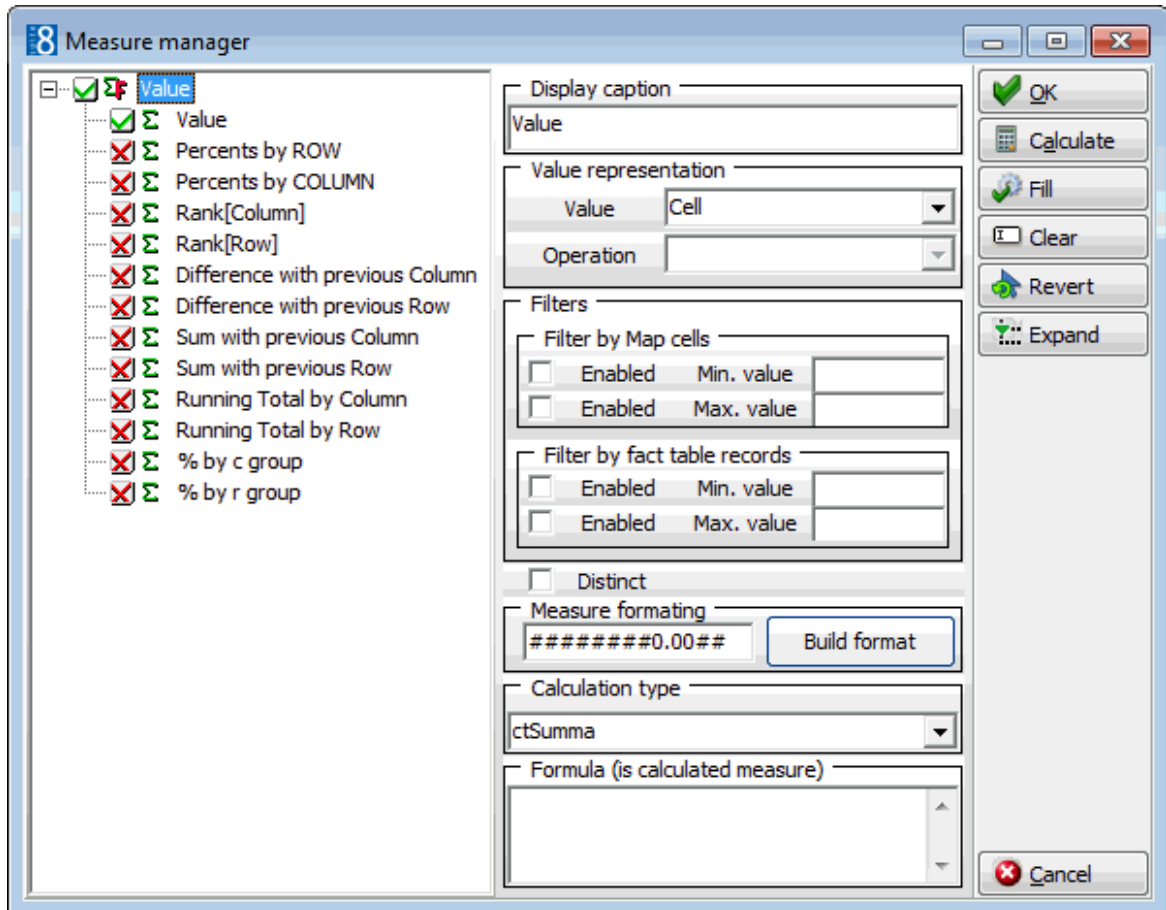 8 Measure manager
Value
Value
Percents by ROW
Percents by COLUMN
Rank[Column]
Rank[Row]
Difference with previous Column
Difference with previous Row
Sum with previous Column
Sum with previous Row
Running Total by Column
Running Total by Row
% by c group
% by r group
Display caption
Value
Value representation
Value Cell
Operation
Filters
Filter by Map cells
Enabled Min. value
Enabled Max. value
Filter by fact table records
Enabled Min. value
Enabled Max. value
Distinct
Measure formating
########0.00## Build format
Calculation type
ctSumma
Formula (is calculated measure)
OK
Calculate
Fill
Clear
Revert
Expand
Cancel